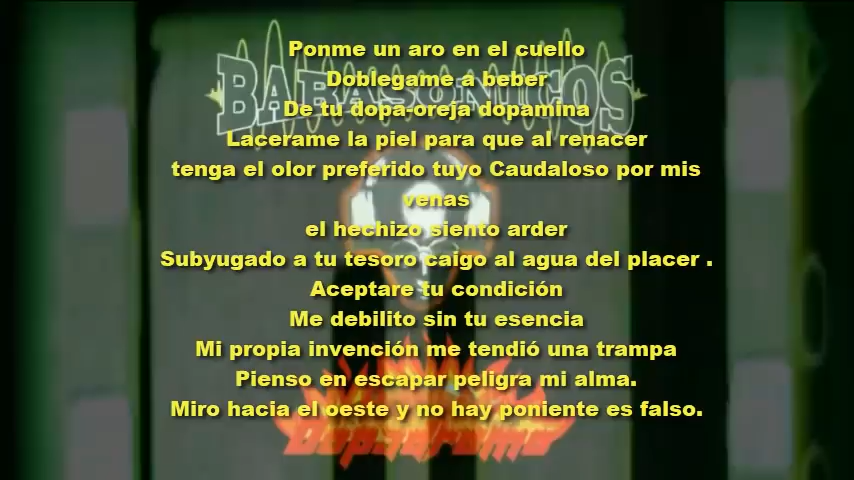 BABASONICOS
Ponme un aro en el cuello
Doblegame a beber
De tu dopa-oreja dopamina
Lacerame la piel para que al renacer
tenga el olor preferido tuyo Caudaloso por mis
venas
el hechizo siento arder
Subyugado a tu tesoro caigo al agua del placer .
Aceptare tu condición
Me debilito sin tu esencia
Mi propia invención me tendió una trampa
Pienso en escapar peligra mi alma.
Miro hacia el oeste y no hay poniente es falso.
Dopádromo